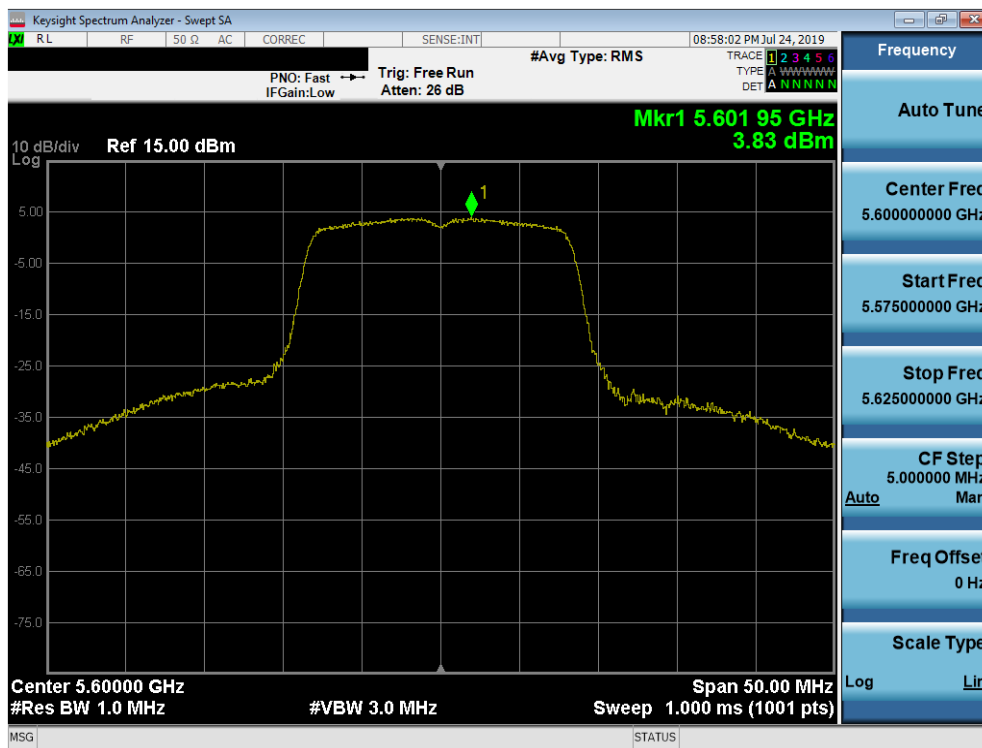 Keysight Spectrum Analyzer - Swept SA
LXI RL RF 50 Ω AC CORREC SENSE:INT 08:58:02 PM Jul 24, 2019
#Avg Type: RMS TRACE 1 2 3 4 5 6
PNO: Fast Trig: Free Run TYPE A WWWWW
IFGain:Low Atten: 26 dB DET A N N N N N
Mkr1 5.601 95 GHz
3.83 dBm
10 dB/div Ref 15.00 dBm
Log
1
5.00
-5.00
-15.0
-25.0
-35.0
-45.0
-55.0
-65.0
-75.0
Center 5.60000 GHz Span 50.00 MHz
#Res BW 1.0 MHz #VBW 3.0 MHz Sweep 1.000 ms (1001 pts)
MSG STATUS
Frequency
Auto Tune
Center Freq
5.600000000 GHz
Start Freq
5.575000000 GHz
Stop Freq
5.625000000 GHz
CF Step
5.000000 MHz
Auto Man
Freq Offset
0 Hz
Scale Type
Log Lin